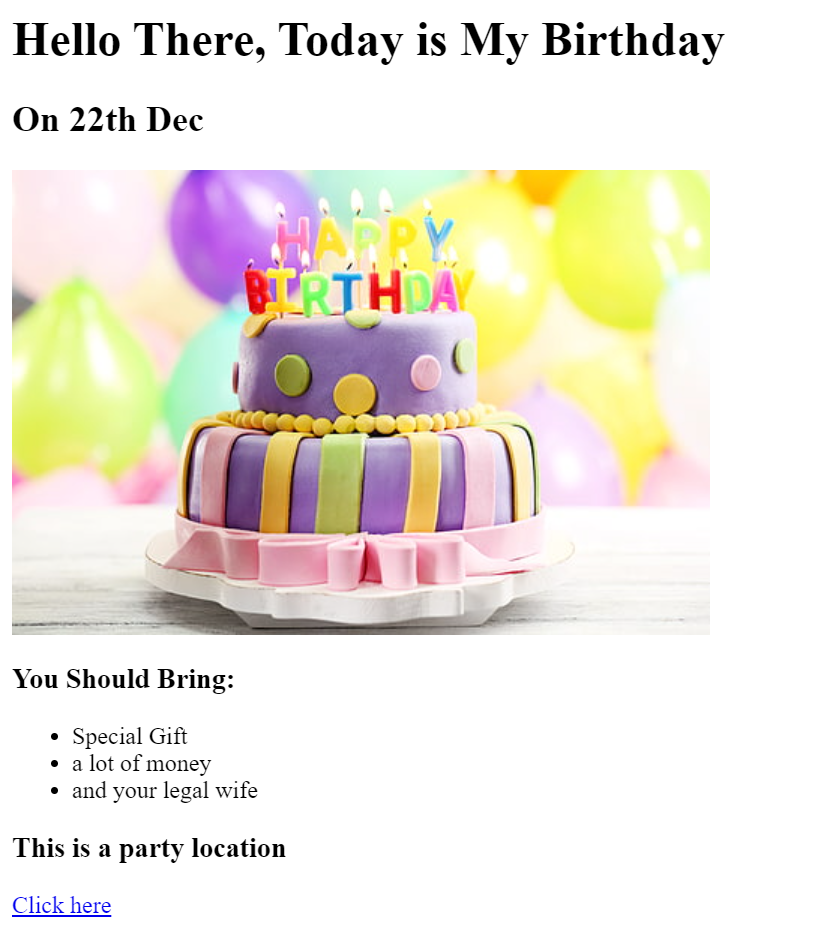 Hello There, Today is My Birthday
On 22th Dec
HAPPY
BIRTHDAY
You Should Bring:
Special Gift
a lot of money
and your legal wife
This is a party location
Click here